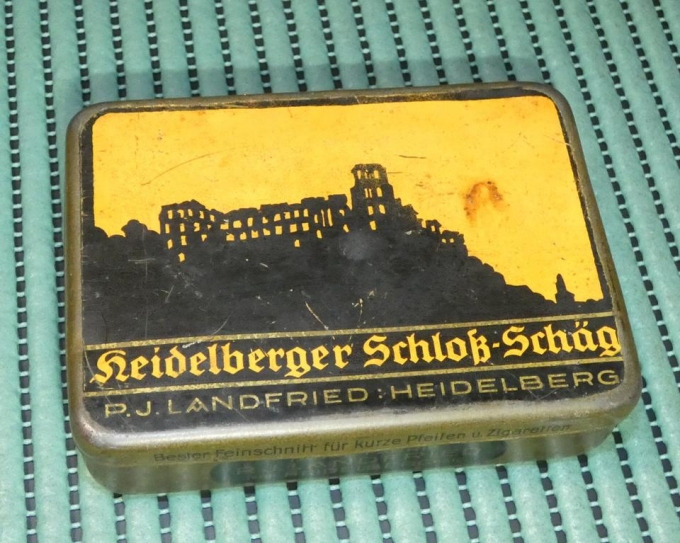 Heidelberger Schloß-Schäg
P.J. LANDFRIED : HEIDELBERG
Bester Feinschnitt für kurze Pfeifen u. Zigaretten